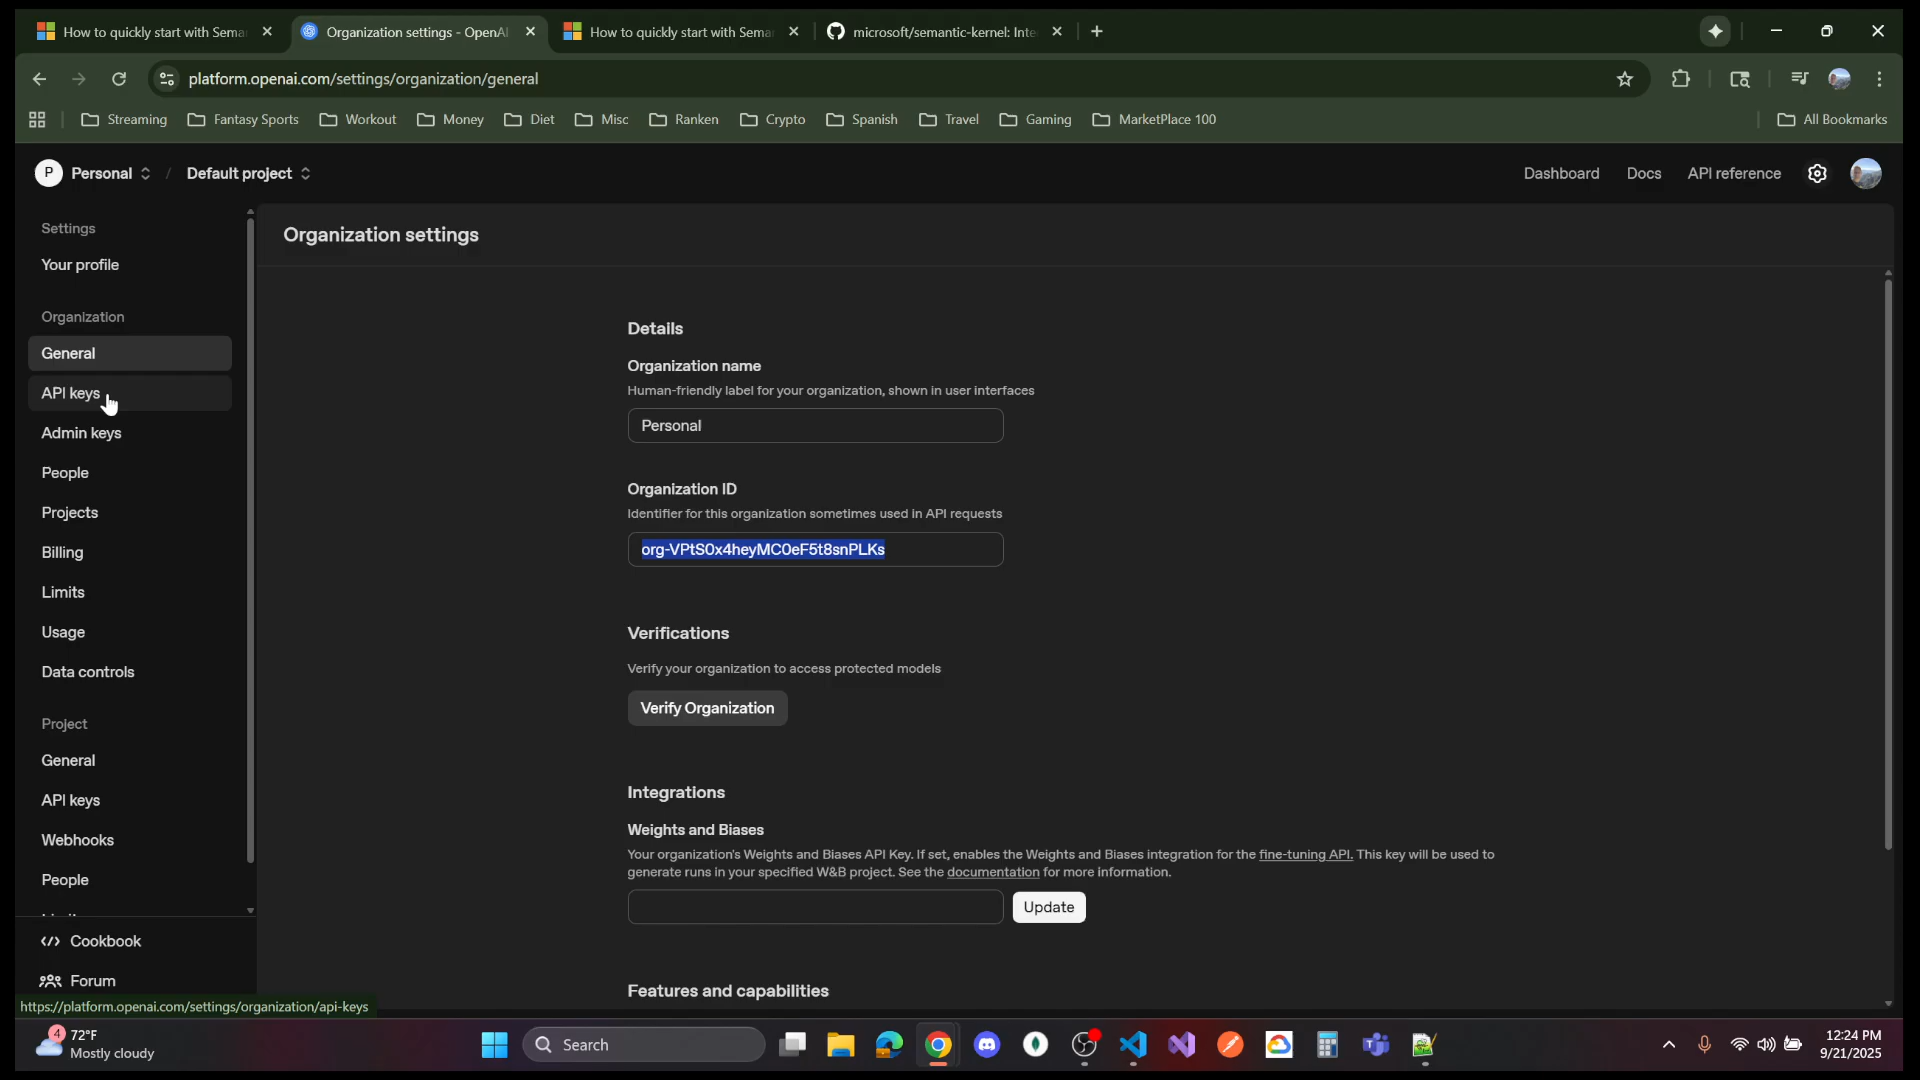 How to quickly start with Sema
Organization settings - OpenAI
How to quickly start with Sema
microsoft/semantic-kernel: Inte
platform.openai.com/settings/organization/general
Streaming
Fantasy Sports
Workout
Money
Diet
Misc
Ranken
Crypto
Spanish
Travel
Gaming
MarketPlace 100
All Bookmarks
P
Personal
/
Default project
Dashboard
Docs
API reference
Settings
Your profile
Organization
General
API keys
Admin keys
People
Projects
Billing
Limits
Usage
Data controls
Project
General
API keys
Webhooks
People
Cookbook
Forum
https://platform.openai.com/settings/organization/api-keys
Organization settings
Details
Organization name
Human-friendly label for your organization, shown in user interfaces
Personal
Organization ID
Identifier for this organization sometimes used in API requests
org-VPtS0x4heyMC0eF5t8snPLKs
Verifications
Verify your organization to access protected models
Verify Organization
Integrations
Weights and Biases
Your organization's Weights and Biases API Key. If set, enables the Weights and Biases integration for the fine-tuning API. This key will be used to
generate runs in your specified W&B project. See the documentation for more information.
Update
Features and capabilities
4
72°F
Mostly cloudy
Search
12:24 PM
9/21/2025